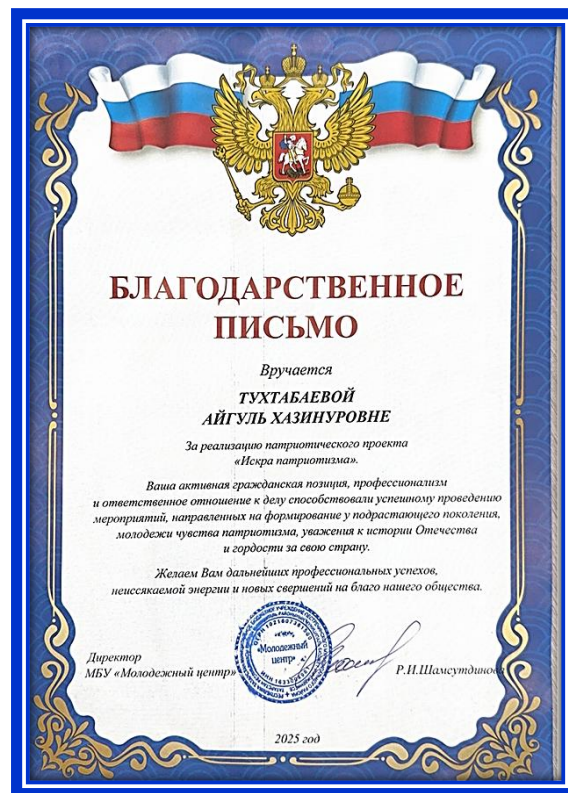 БЛАГОДАРСТВЕННОЕ
ПИСЬМО
Вручается
ТУХТАБАЕВОЙ
АЙГУЛЬ ХАЗИНУРОВНЕ
За реализацию патриотического проекта
«Искра патриотизма».
Ваша активная гражданская позиция, профессионализм
и ответственное отношение к делу способствовали успешному проведению
мероприятий, направленных на формирование у подрастающего поколения,
молодежи чувства патриотизма, уважения к истории Отечества
и гордости за свою страну.
Желаем Вам дальнейших профессиональных успехов,
неиссякаемой энергии и новых свершений на благо нашего общества.
«Молодежный
центр»
Директор
МБУ «Молодежный центр»
Р.И.Шамсутдинова
2025 год